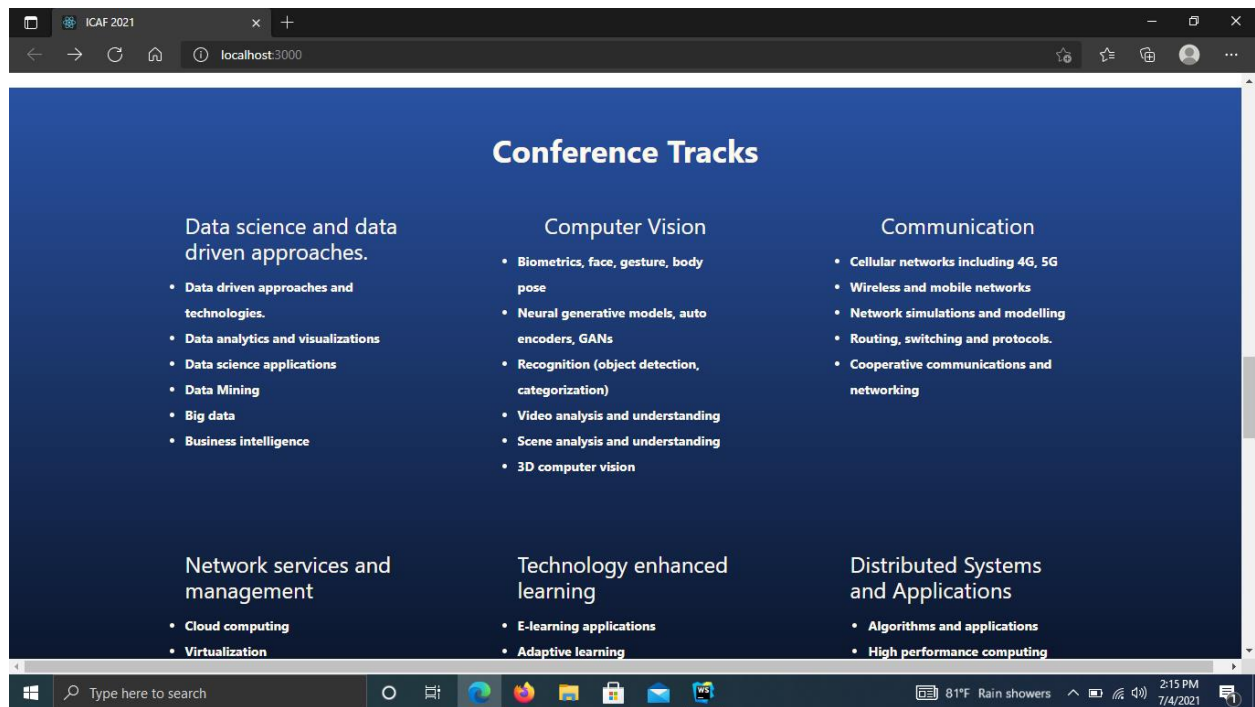 ICAF 2021
localhost:3000
Conference Tracks
Data science and data
driven approaches.
• Data driven approaches and
technologies.
• Data analytics and visualizations
• Data science applications
• Data Mining
• Big data
• Business intelligence
Computer Vision
• Biometrics, face, gesture, body
pose
• Neural generative models, auto
encoders, GANs
• Recognition (object detection,
categorization)
• Video analysis and understanding
• Scene analysis and understanding
• 3D computer vision
Communication
• Cellular networks including 4G, 5G
• Wireless and mobile networks
• Network simulations and modelling
• Routing, switching and protocols.
• Cooperative communications and
networking
Network services and
management
• Cloud computing
• Virtualization
Technology enhanced
learning
• E-learning applications
• Adaptive learning
Distributed Systems
and Applications
• Algorithms and applications
• High performance computing
Type here to search
WS
81°F Rain showers
2:15 PM
7/4/2021
1